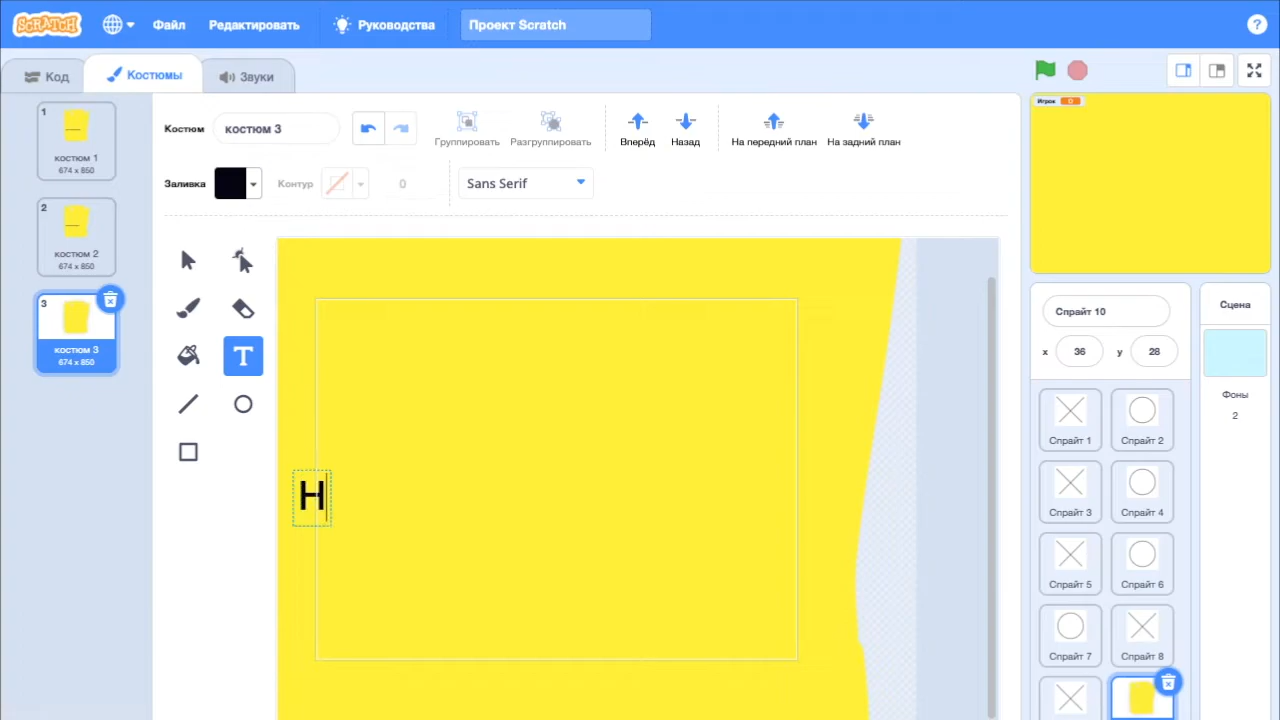 SCRATCH Файл Редактировать Руководства Проект Scratch ?
Код Костюмы Звуки
1
костюм 1
674 x 850
2
костюм 2
674 x 850
3
костюм 3
674 x 850
Костюм костюм 3 Группировать Разгруппировать Вперёд Назад На передний план На задний план
Заливка Контур 0 Sans Serif
T
Н
Игрок 0
Спрайт 10
x 36 y 28
Сцена
Фоны
2
Спрайт 1 Спрайт 2
Спрайт 3 Спрайт 4
Спрайт 5 Спрайт 6
Спрайт 7 Спрайт 8